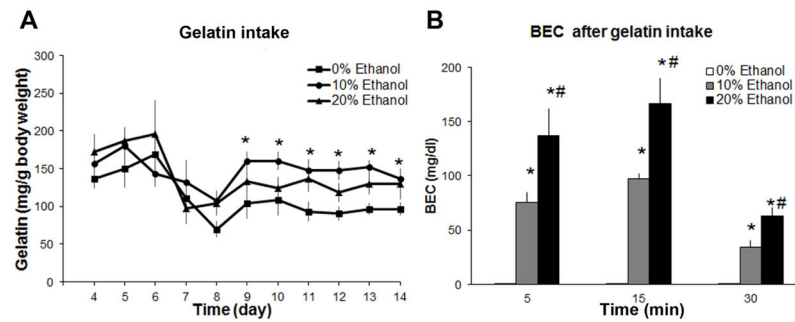 A
Gelatin intake
Gelatin (mg/g body weight)
300
250
200
150
100
50
0
0% Ethanol
10% Ethanol
20% Ethanol
* * * * * *
4 5 6 7 8 9 10 11 12 13 14
Time (day)
B
BEC after gelatin intake
BEC (mg/dl)
200
150
100
50
0
0% Ethanol
10% Ethanol
20% Ethanol
* *# * *# * *#
5 15 30
Time (min)